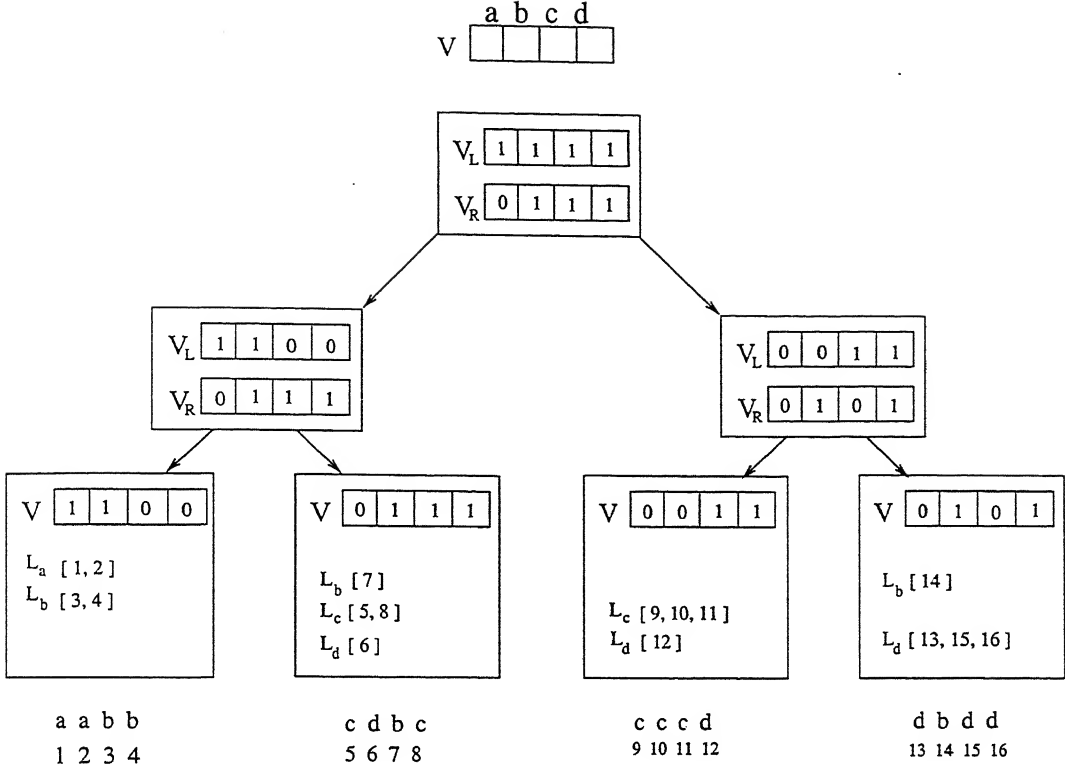 a b c d
V
V_L 1 1 1 1
V_R 0 1 1 1
V_L 1 1 0 0
V_R 0 1 1 1
V_L 0 0 1 1
V_R 0 1 0 1
V 1 1 0 0
L_a [ 1, 2 ]
L_b [ 3, 4 ]
V 0 1 1 1
L_b [ 7 ]
L_c [ 5, 8 ]
L_d [ 6 ]
V 0 0 1 1
L_c [ 9, 10, 11 ]
L_d [ 12 ]
V 0 1 0 1
L_b [ 14 ]
L_d [ 13, 15, 16 ]
a a b b
1 2 3 4
c d b c
5 6 7 8
c c c d
9 10 11 12
d b d d
13 14 15 16